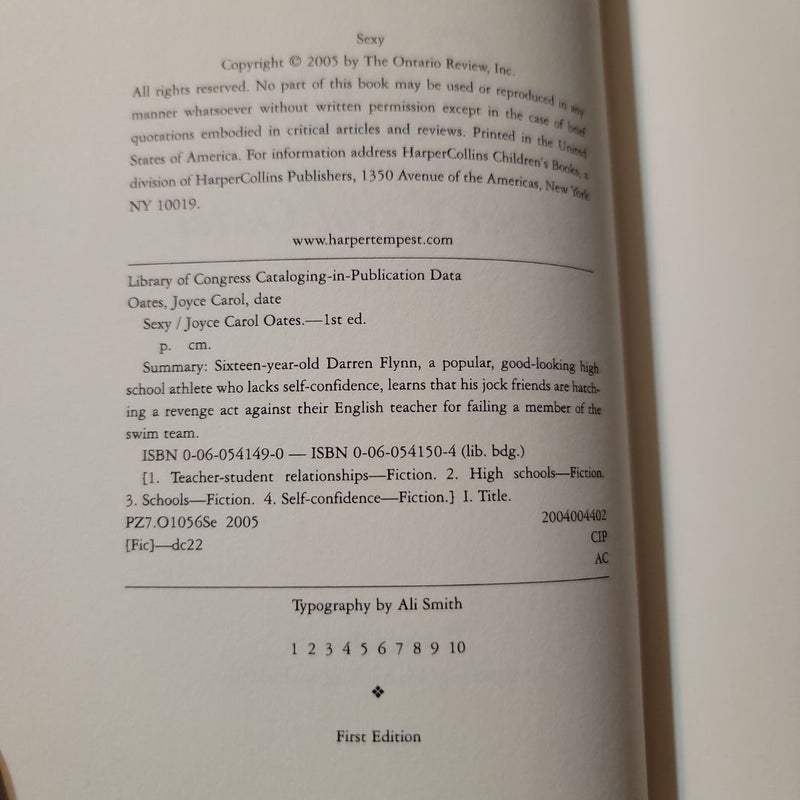 Sexy
Copyright © 2005 by The Ontario Review, Inc.
All rights reserved. No part of this book may be used or reproduced in any
manner whatsoever without written permission except in the case of brief
quotations embodied in critical articles and reviews. Printed in the United
States of America. For information address HarperCollins Children's Books, a
division of HarperCollins Publishers, 1350 Avenue of the Americas, New York
NY 10019.
www.harpertempest.com
Library of Congress Cataloging-in-Publication Data
Oates, Joyce Carol, date
Sexy / Joyce Carol Oates.—1st ed.
p. cm.
Summary: Sixteen-year-old Darren Flynn, a popular, good-looking high
school athlete who lacks self-confidence, learns that his jock friends are hatch-
ing a revenge act against their English teacher for failing a member of the
swim team.
ISBN 0-06-054149-0 — ISBN 0-06-054150-4 (lib. bdg.)
[1. Teacher-student relationships—Fiction. 2. High schools—Fiction.
3. Schools—Fiction. 4. Self-confidence—Fiction.] I. Title.
PZ7.O1056Se 2005 2004004402
[Fic]—dc22 CIP
AC
Typography by Ali Smith
1 2 3 4 5 6 7 8 9 10
❖
First Edition